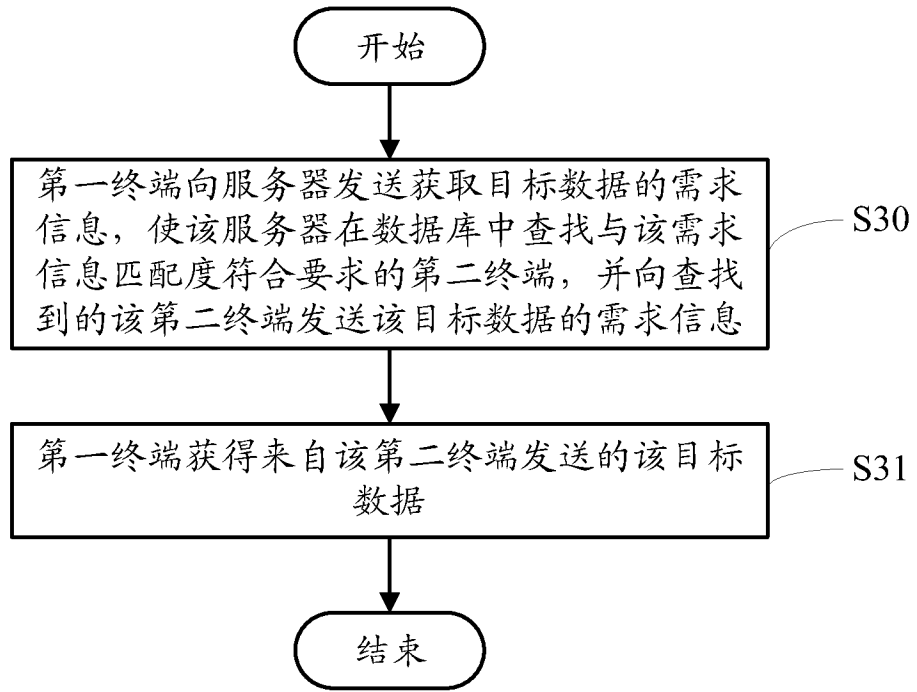 开始
第一终端向服务器发送获取目标数据的需求
信息，使该服务器在数据库中查找与该需求
信息匹配度符合要求的第二终端，并向查找
到的该第二终端发送该目标数据的需求信息
S30
第一终端获得来自该第二终端发送的该目标
数据
S31
结束